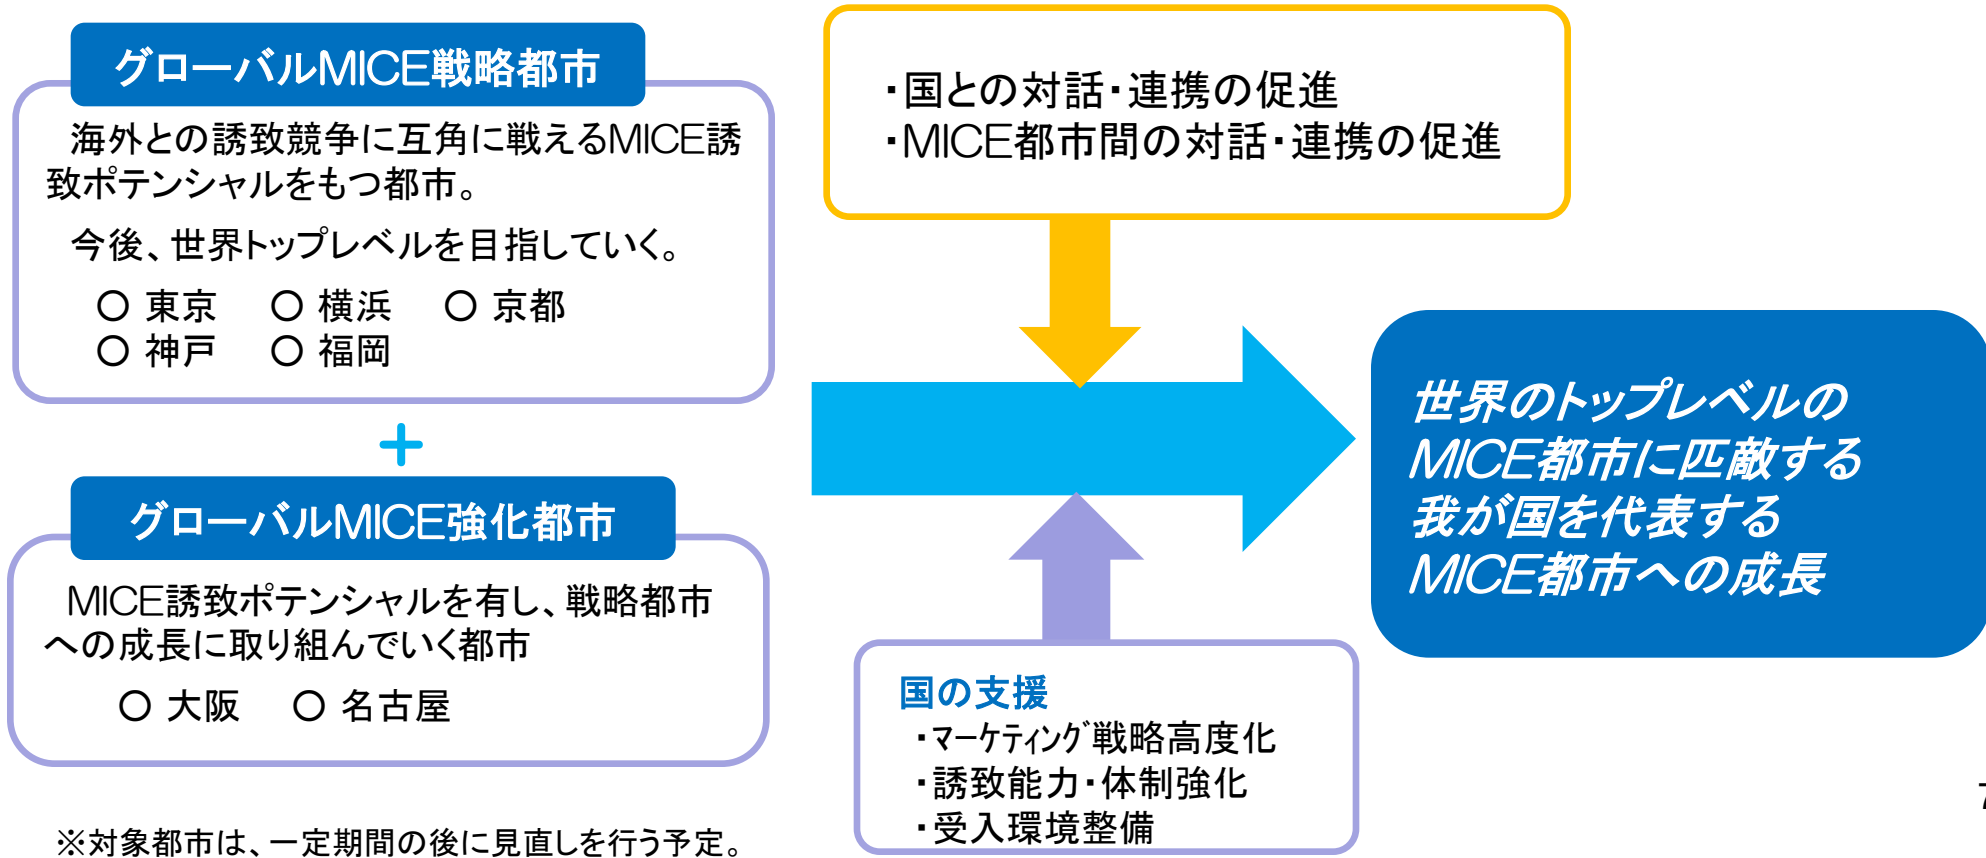 グローバルMICE戦略都市
海外との誘致競争に互角に戦えるMICE誘
致ポテンシャルをもつ都市。
今後、世界トップレベルを目指していく。
○ 東京 ○ 横浜 ○ 京都
○ 神戸 ○ 福岡
+
グローバルMICE強化都市
MICE誘致ポテンシャルを有し、戦略都市
への成長に取り組んでいく都市
○ 大阪 ○ 名古屋
※対象都市は、一定期間の後に見直しを行う予定。
・国との対話・連携の促進
・MICE都市間の対話・連携の促進
国の支援
・ﾏｰｹﾃｨﾝｸﾞ戦略高度化
・誘致能力・体制強化
・受入環境整備
世界のトップレベルの
MICE都市に匹敵する
我が国を代表する
MICE都市への成長